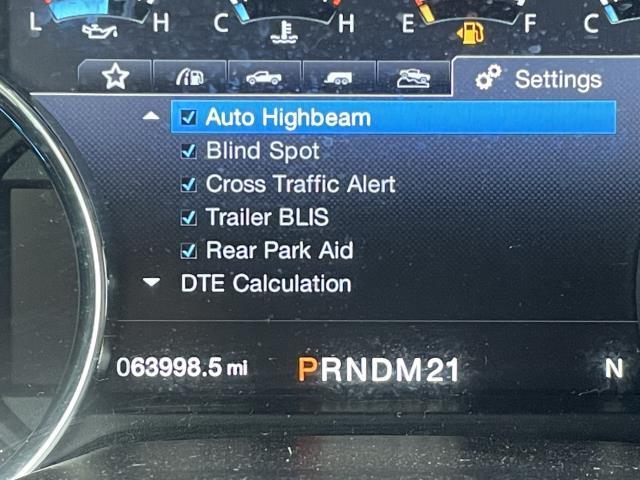 L H C H E F C
Settings
Auto Highbeam
Blind Spot
Cross Traffic Alert
Trailer BLIS
Rear Park Aid
DTE Calculation
063998.5 mi PRNDM21 N